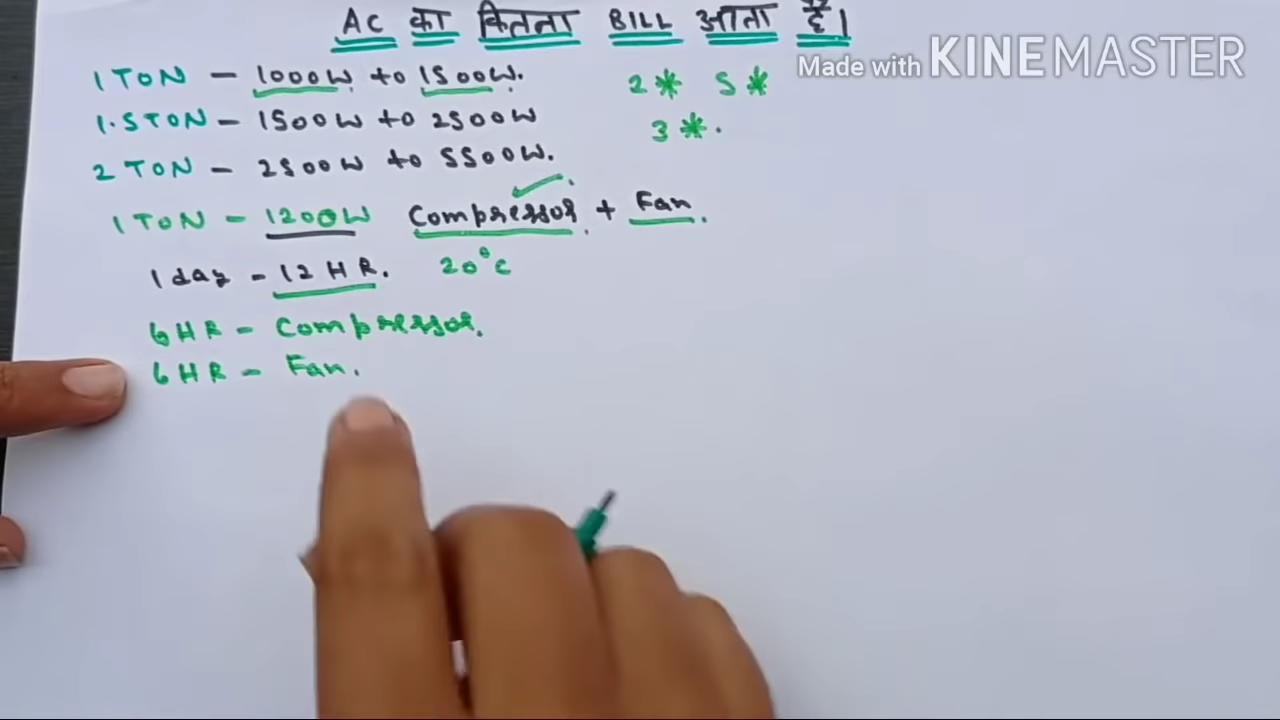 AC का कितना BILL आता है।
Made with KINEMASTER
1 TON - 1000W to 1500W. 2* 5*
1.5 TON - 1500W to 2500W 3*.
2 TON - 2500W to 5500W.
1 TON - 1200W Compressor + Fan.
1 day - 12 HR. 20°C
6 HR - Compressor.
6 HR - Fan.